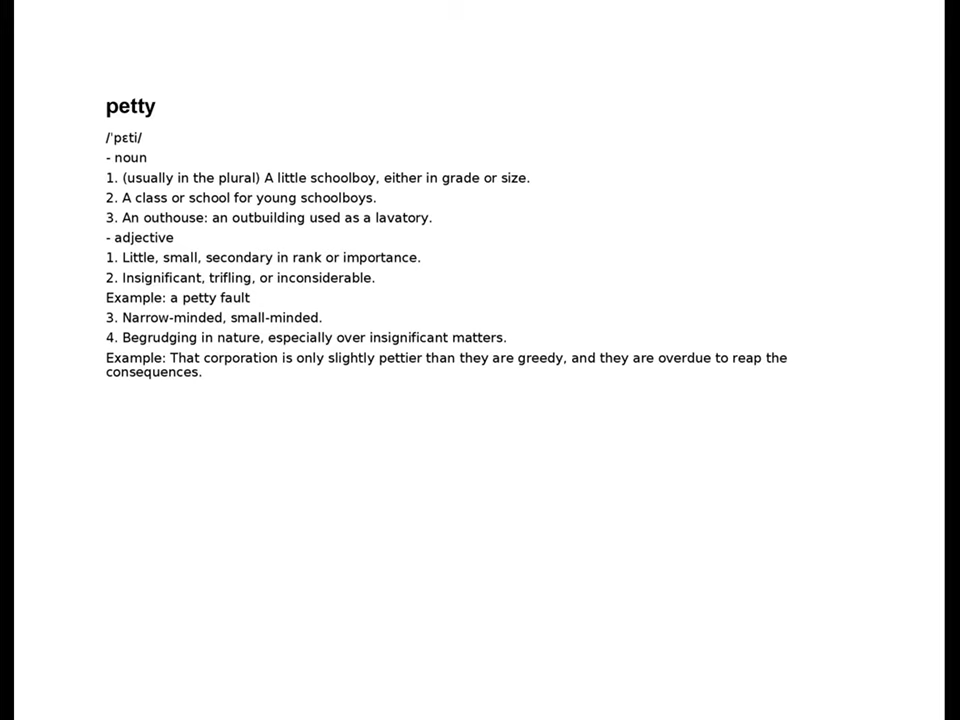 petty
/ˈpɛti/
- noun
1. (usually in the plural) A little schoolboy, either in grade or size.
2. A class or school for young schoolboys.
3. An outhouse: an outbuilding used as a lavatory.
- adjective
1. Little, small, secondary in rank or importance.
2. Insignificant, trifling, or inconsiderable.
Example: a petty fault
3. Narrow-minded, small-minded.
4. Begrudging in nature, especially over insignificant matters.
Example: That corporation is only slightly pettier than they are greedy, and they are overdue to reap the
consequences.